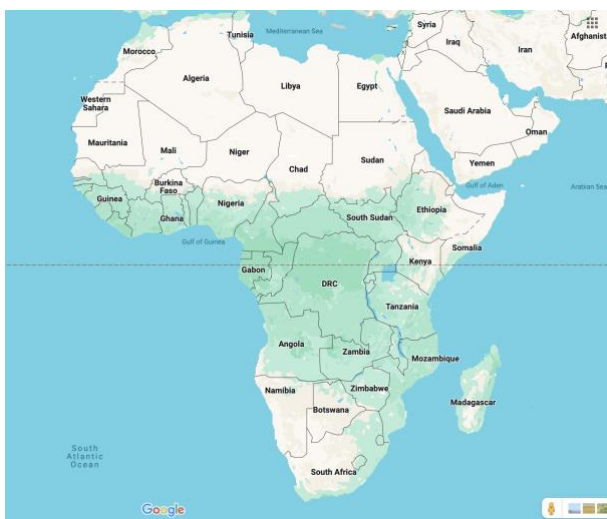 Syria
Tunisia
Mediterranean Sea
Afghanista
Morocco
Iraq
Iran
Algeria
Libya
Egypt
Western
Sahara
Saudi Arabia
Oman
Mauritania
Mali
Niger
Chad
Sudan
Yemen
Gulf of Aden
Arabian Sea
Burkina
Faso
Guinea
Nigeria
Ghana
South Sudan
Ethiopia
Gulf of Guinea
Somalia
Kenya
Gabon
DRC
Tanzania
Angola
Zambia
Mozambique
Namibia
Zimbabwe
Botswana
Madagascar
South
Atlantic
Ocean
South Africa
Google